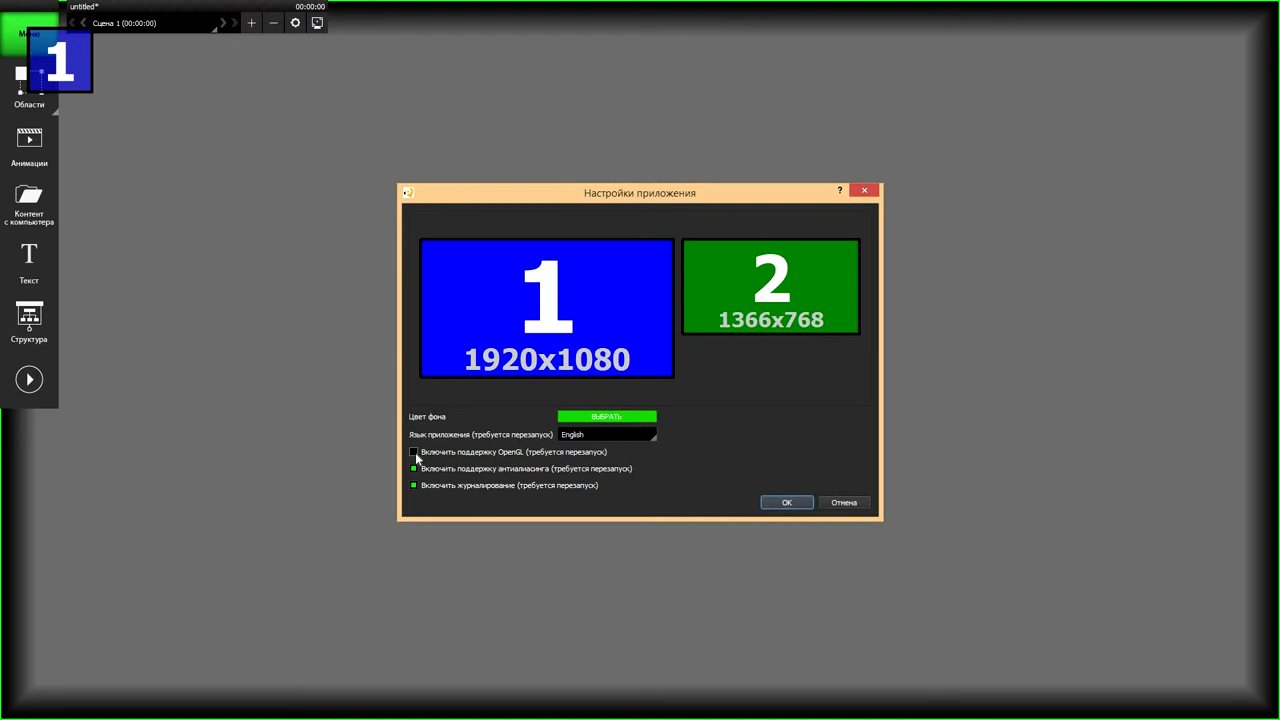 untitled*
00:00:00
Сцена 1 (00:00:00)
Меню
1
Области
Анимации
Контент
с компьютера
T
Текст
Структура
Настройки приложения
?
1
1920x1080
2
1366x768
Цвет фона
ВЫБРАТЬ
Язык приложения (требуется перезапуск)
English
Включить поддержку OpenGL (требуется перезапуск)
Включить поддержку антиалиасинга (требуется перезапуск)
Включить журналирование (требуется перезапуск)
OK
Отмена